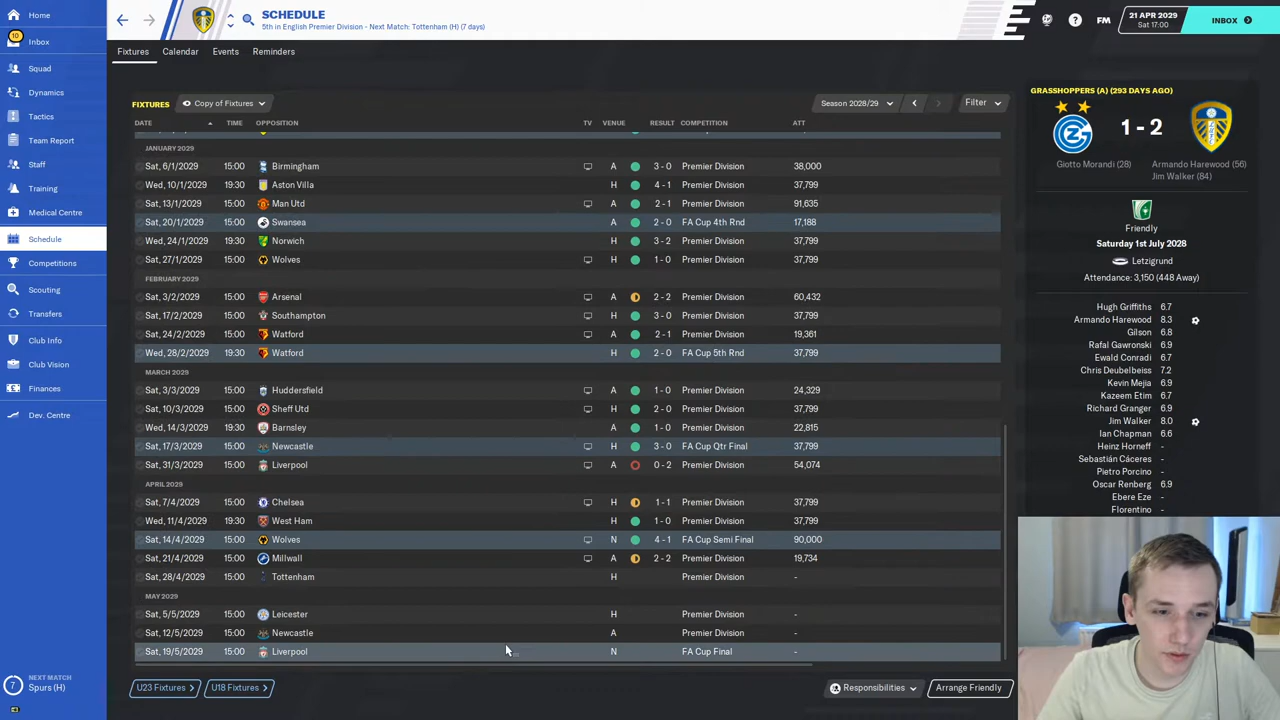 Home
10
Inbox
Squad
Dynamics
Tactics
Team Report
Staff
Training
Medical Centre
Schedule
Competitions
Scouting
Transfers
Club Info
Club Vision
Finances
Dev. Centre
7
NEXT MATCH
Spurs (H)
SCHEDULE
5th in English Premier Division - Next Match: Tottenham (H) (7 days)
?
FM
21 APR 2029
Sat 17:00
INBOX
Fixtures Calendar Events Reminders
FIXTURES Copy of Fixtures Season 2028/29 Filter
DATE TIME OPPOSITION TV VENUE RESULT COMPETITION ATT
JANUARY 2029
Sat, 6/1/2029 15:00 Birmingham A 3 - 0 Premier Division 38,000
Wed, 10/1/2029 19:30 Aston Villa H 4 - 1 Premier Division 37,799
Sat, 13/1/2029 15:00 Man Utd A 2 - 1 Premier Division 91,635
Sat, 20/1/2029 15:00 Swansea A 2 - 0 FA Cup 4th Rnd 17,188
Wed, 24/1/2029 19:30 Norwich H 3 - 2 Premier Division 37,799
Sat, 27/1/2029 15:00 Wolves H 1 - 0 Premier Division 37,799
FEBRUARY 2029
Sat, 3/2/2029 15:00 Arsenal A 2 - 2 Premier Division 60,432
Sat, 17/2/2029 15:00 Southampton H 3 - 0 Premier Division 37,799
Sat, 24/2/2029 15:00 Watford A 2 - 1 Premier Division 19,361
Wed, 28/2/2029 19:30 Watford H 2 - 0 FA Cup 5th Rnd 37,799
MARCH 2029
Sat, 3/3/2029 15:00 Huddersfield A 1 - 0 Premier Division 24,329
Sat, 10/3/2029 15:00 Sheff Utd H 2 - 0 Premier Division 37,799
Wed, 14/3/2029 19:30 Barnsley A 1 - 0 Premier Division 22,815
Sat, 17/3/2029 15:00 Newcastle H 3 - 0 FA Cup Qtr Final 37,799
Sat, 31/3/2029 15:00 Liverpool A 0 - 2 Premier Division 54,074
APRIL 2029
Sat, 7/4/2029 15:00 Chelsea H 1 - 1 Premier Division 37,799
Wed, 11/4/2029 19:30 West Ham H 1 - 0 Premier Division 37,799
Sat, 14/4/2029 15:00 Wolves N 4 - 1 FA Cup Semi Final 90,000
Sat, 21/4/2029 15:00 Millwall A 2 - 2 Premier Division 19,734
Sat, 28/4/2029 15:00 Tottenham H Premier Division -
MAY 2029
Sat, 5/5/2029 15:00 Leicester H Premier Division -
Sat, 12/5/2029 15:00 Newcastle A Premier Division -
Sat, 19/5/2029 15:00 Liverpool N FA Cup Final -
U23 Fixtures U18 Fixtures Responsibilities Arrange Friendly
GRASSHOPPERS (A) (293 DAYS AGO)
1 - 2
Giotto Morandi (28) Armando Harewood (56)
Jim Walker (84)
Friendly
Saturday 1st July 2028
Letzigrund
Attendance: 3,150 (448 Away)
Hugh Griffiths 6.7
Armando Harewood 8.3
Gilson 6.8
Rafal Gawronski 6.9
Ewald Conradi 6.7
Chris Deubelbeiss 7.2
Kevin Mejia 6.9
Kazeem Etim 6.7
Richard Granger 6.9
Jim Walker 8.0
Ian Chapman 6.6
Heinz Horneff -
Sebastián Cáceres -
Pietro Porcino -
Oscar Renberg 6.9
Ebere Eze -
Florentino -